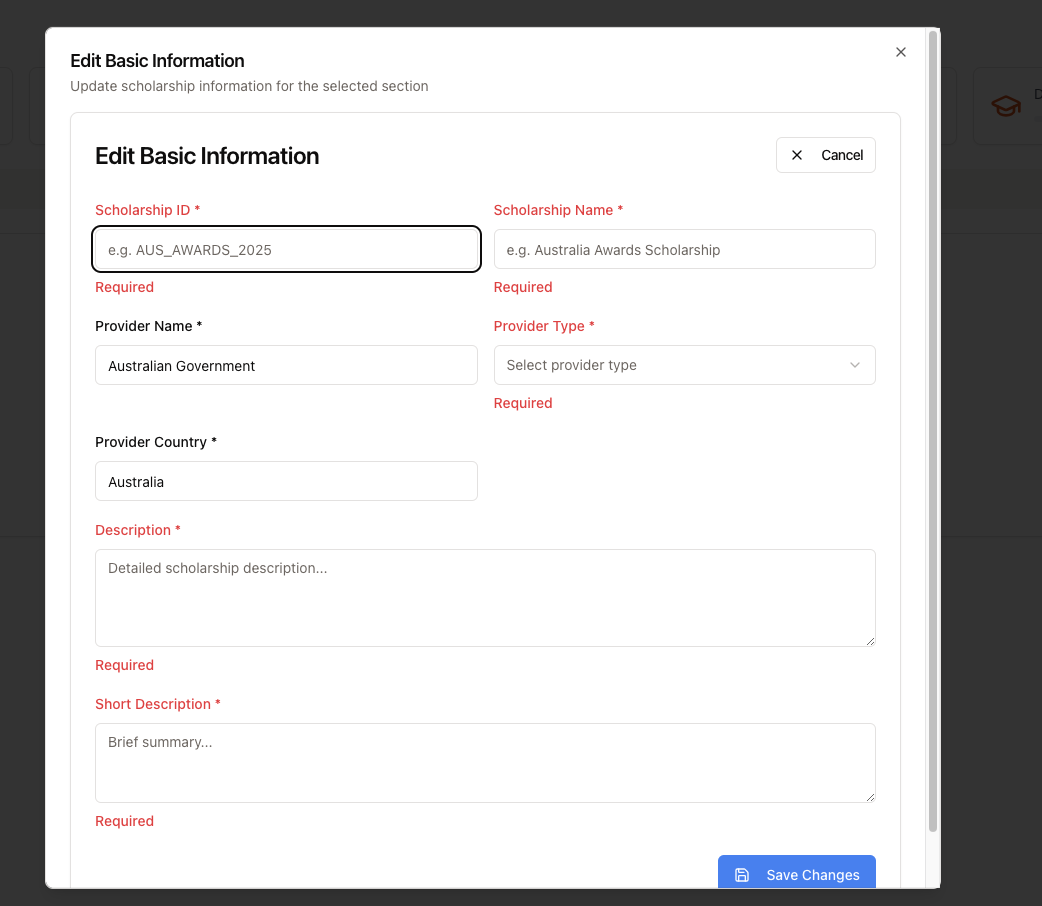 Edit Basic Information
Update scholarship information for the selected section
Edit Basic Information
Cancel
Scholarship ID *
Scholarship Name *
e.g. AUS_AWARDS_2025
e.g. Australia Awards Scholarship
Required
Required
Provider Name *
Provider Type *
Australian Government
Select provider type
Required
Provider Country *
Australia
Description *
Detailed scholarship description...
Required
Short Description *
Brief summary...
Required
Save Changes